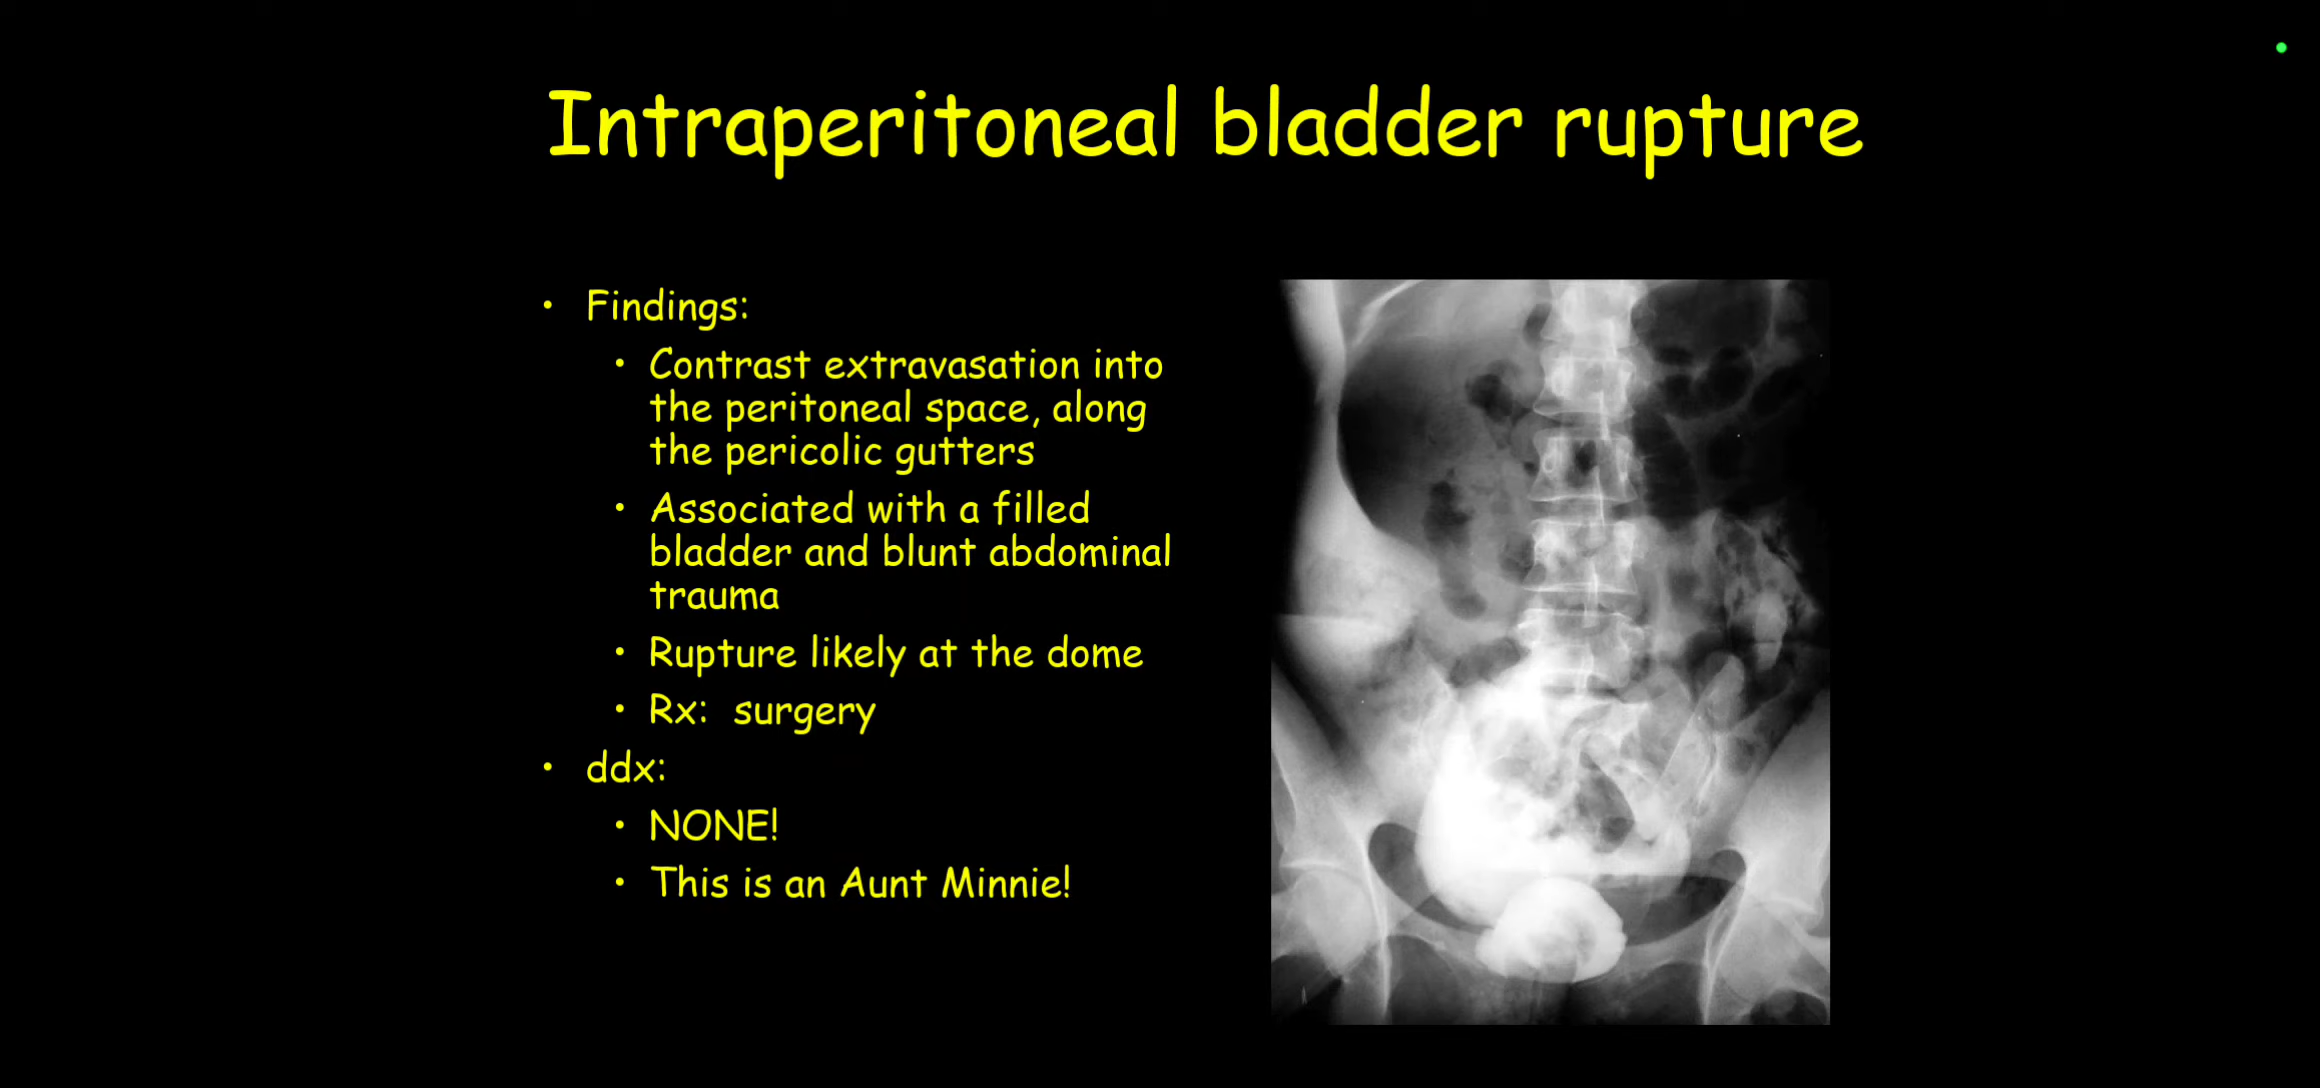 Intraperitoneal bladder rupture
• Findings:
• Contrast extravasation into
the peritoneal space, along
the pericolic gutters
• Associated with a filled
bladder and blunt abdominal
trauma
• Rupture likely at the dome
• Rx: surgery
• ddx:
• NONE!
• This is an Aunt Minnie!